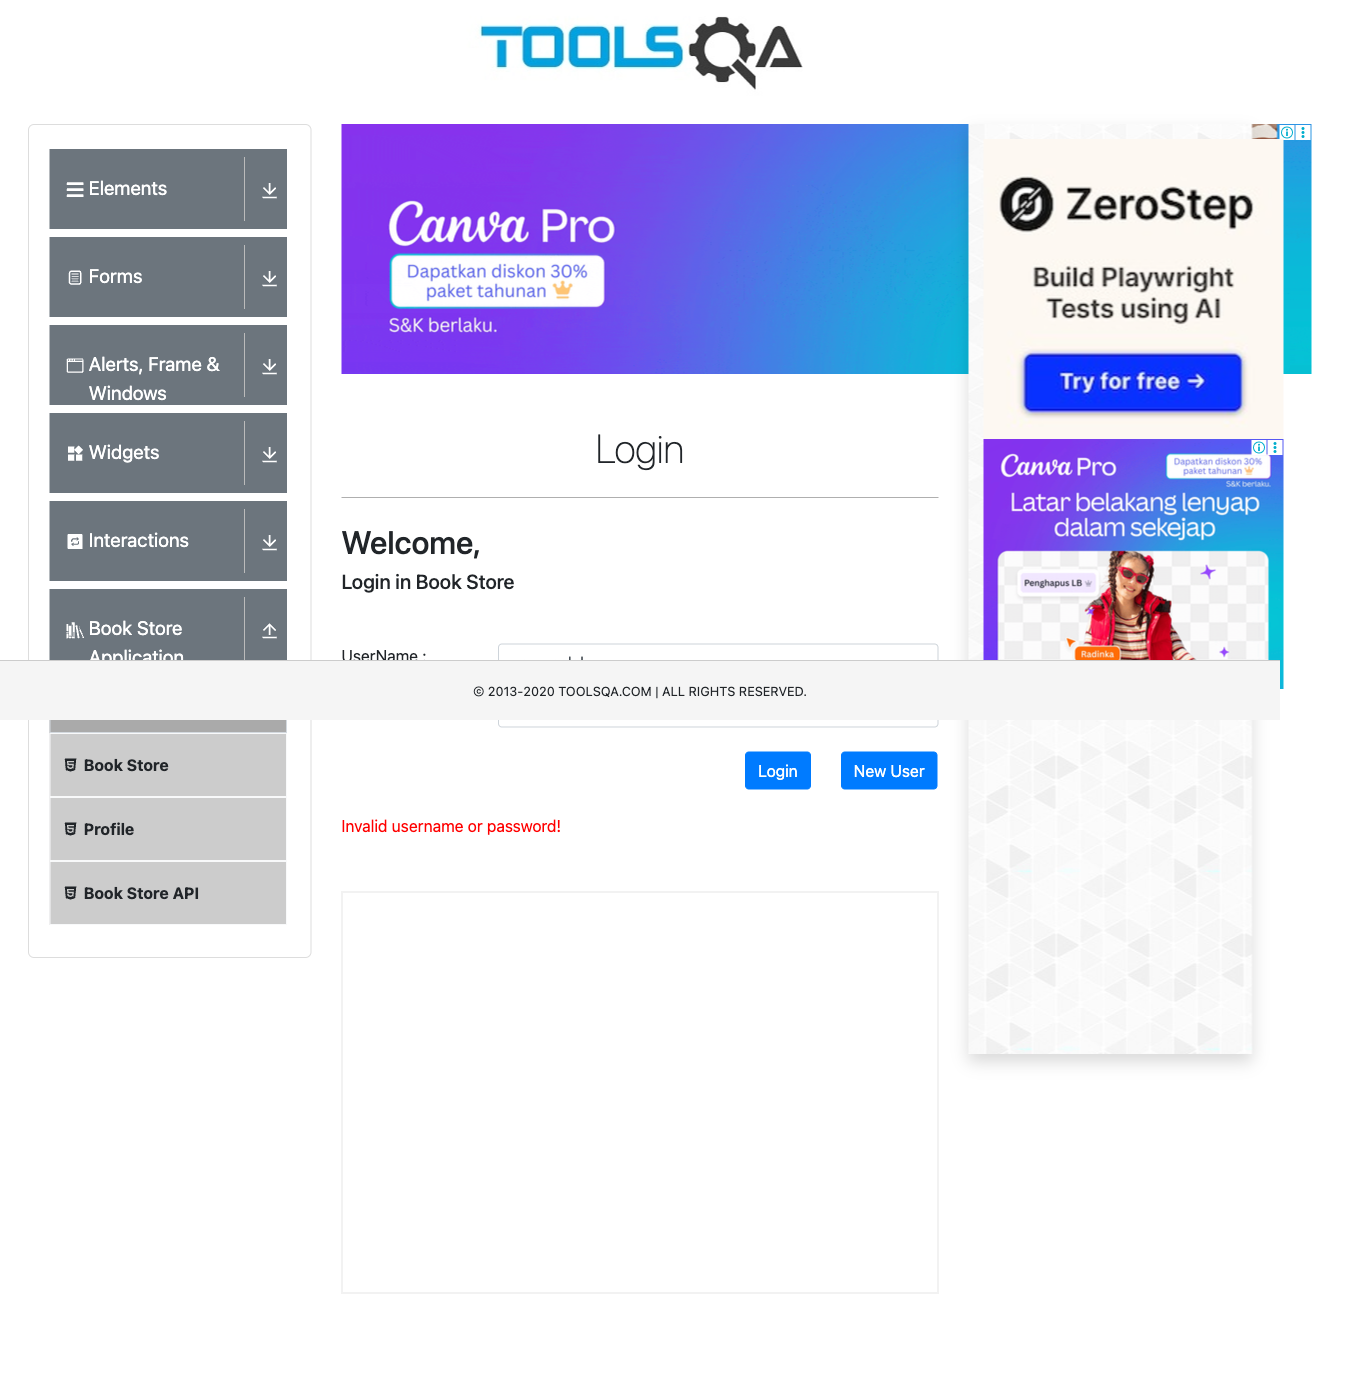 TOOLSQA
Elements
Forms
Alerts, Frame &
Windows
Widgets
Interactions
Book Store
Application
Book Store
Profile
Book Store API
Canva Pro
Dapatkan diskon 30%
paket tahunan
S&K berlaku.
Login
Welcome,
Login in Book Store
UserName :
© 2013-2020 TOOLSQA.COM | ALL RIGHTS RESERVED.
Login
New User
Invalid username or password!
ZeroStep
Build Playwright
Tests using AI
Try for free →
Canva Pro
Dapatkan diskon 30%
paket tahunan
S&K berlaku.
Latar belakang lenyap
dalam sekejap
Penghapus LB
Radinka